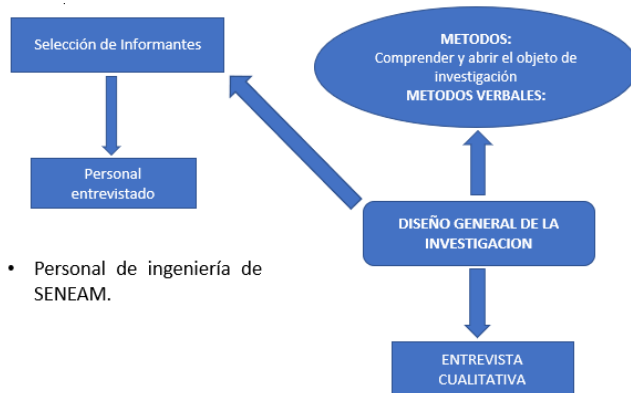 Selección de Informantes
METODOS:
Comprender y abrir el objeto de
investigación
METODOS VERBALES:
Personal
entrevistado
DISEÑO GENERAL DE LA
INVESTIGACION
• Personal de ingeniería de
SENEAM.
ENTREVISTA
CUALITATIVA